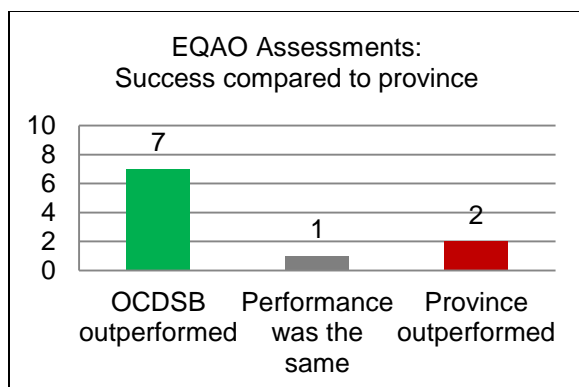 EQAO Assessments:
Success compared to province
10
8
6
4
2
0
7
1
2
OCDSB
outperformed
Performance
was the
same
Province
outperformed